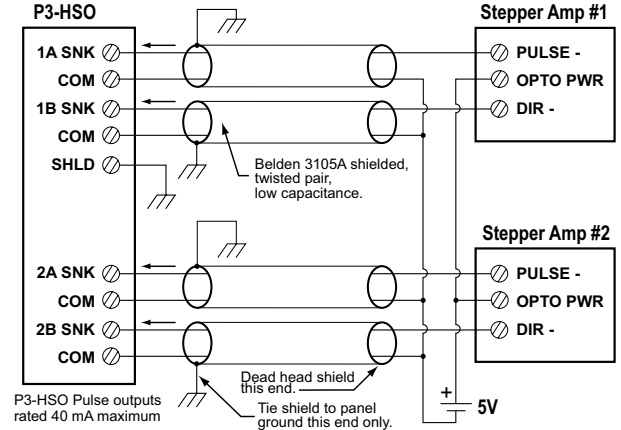 P3-HSO
Stepper Amp #1
1A SNK
PULSE -
COM
OPTO PWR
1B SNK
DIR -
COM
SHLD
Belden 3105A shielded,
twisted pair,
low capacitance.
Stepper Amp #2
2A SNK
PULSE -
COM
OPTO PWR
2B SNK
DIR -
COM
Dead head shield
this end.
P3-HSO Pulse outputs
rated 40 mA maximum
Tie shield to panel
ground this end only.
+
5V